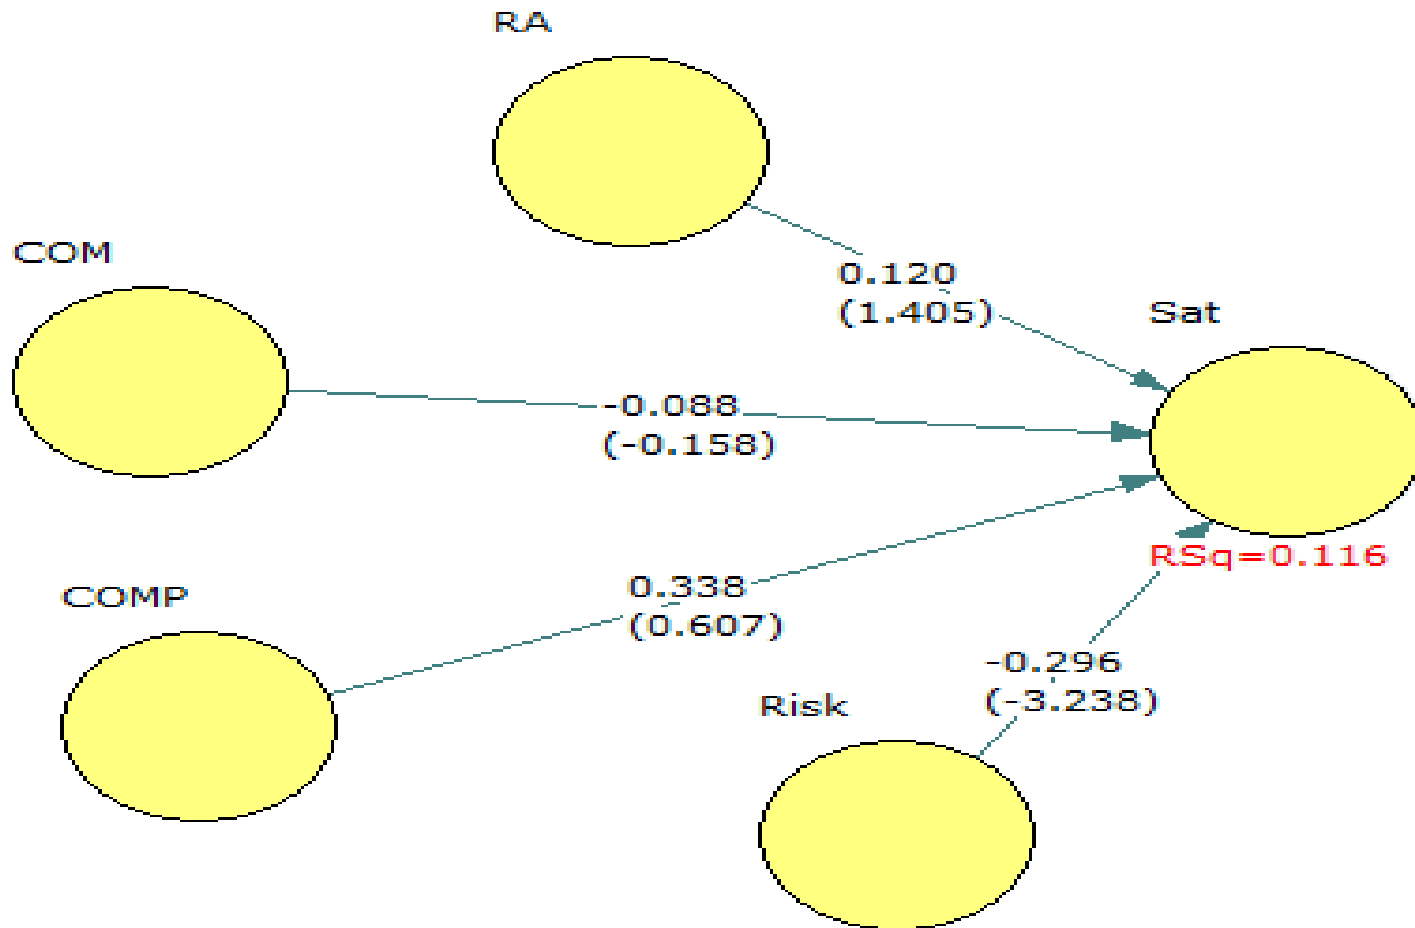 RA
COM
0.120
(1.405)
Sat
-0.088
(-0.158)
RSq=0.116
COMP
0.338
(0.607)
-0.296
(-3.238)
Risk